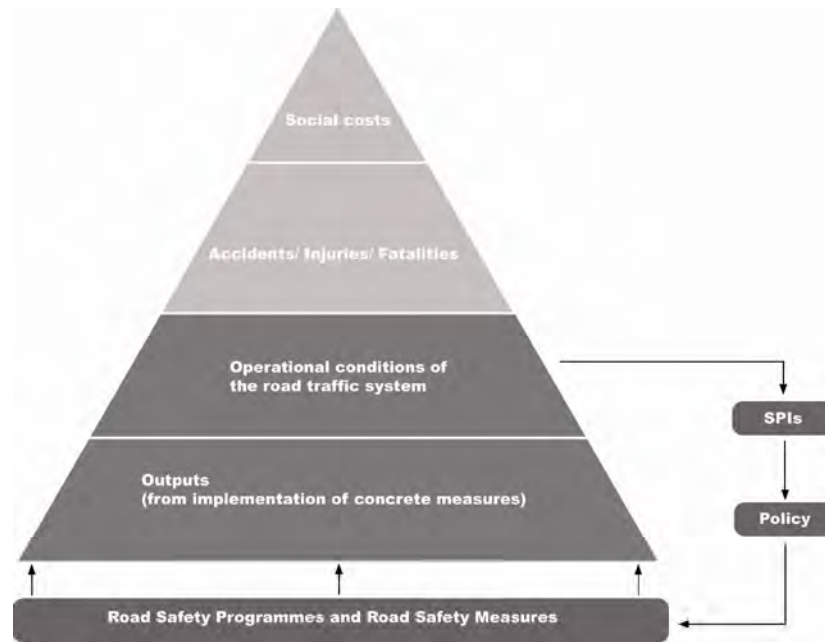 Social costs
Accidents/ Injuries/ Fatalities
Operational conditions of
the road traffic system
Outputs
(from implementation of concrete measures)
SPIs
Policy
Road Safety Programmes and Road Safety Measures